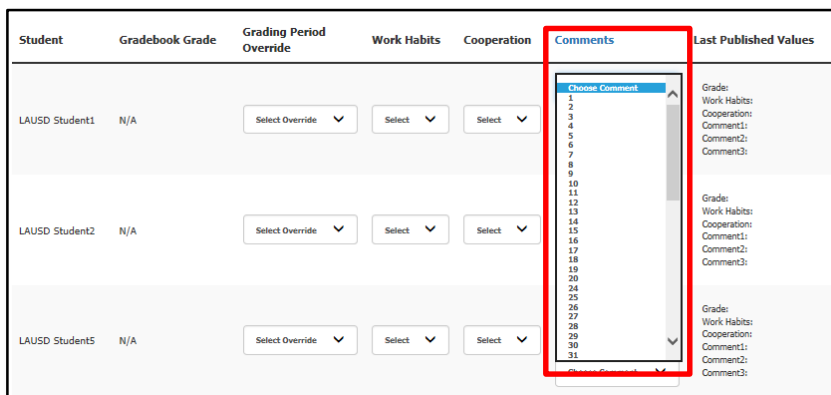 Student Gradebook Grade Grading Period Override Work Habits Cooperation Comments Last Published Values
LAUSD Student1 N/A Select Override Select Select
Choose Comment
1
2
3
4
5
6
7
8
9
10
11
12
13
14
15
16
17
18
19
20
24
25
26
27
28
29
30
31
Grade:
Work Habits:
Cooperation:
Comment1:
Comment2:
Comment3:
LAUSD Student2 N/A Select Override Select Select
Grade:
Work Habits:
Cooperation:
Comment1:
Comment2:
Comment3:
LAUSD Student5 N/A Select Override Select Select
Choose Comment
Grade:
Work Habits:
Cooperation:
Comment1:
Comment2:
Comment3: